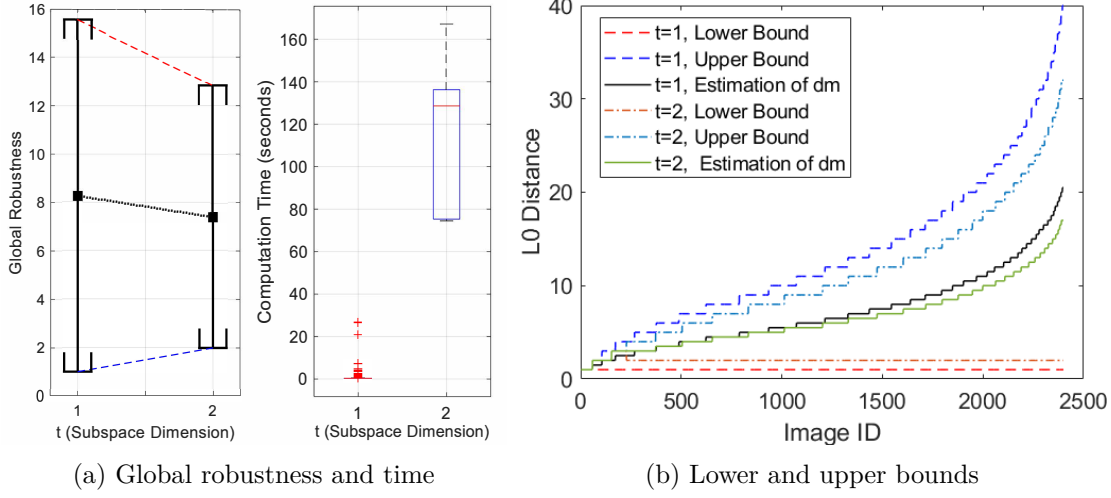 16
14
12
10
8
6
4
2
0
Global Robustness
1
2
t (Subspace Dimension)
160
140
120
100
80
60
40
20
0
Computation Time (seconds)
1
2
t (Subspace Dimension)
(a) Global robustness and time
40
30
20
10
0
L0 Distance
t=1, Lower Bound
t=1, Upper Bound
t=1, Estimation of dm
t=2, Lower Bound
t=2, Upper Bound
t=2, Estimation of dm
0
500
1000
1500
2000
2500
Image ID
(b) Lower and upper bounds